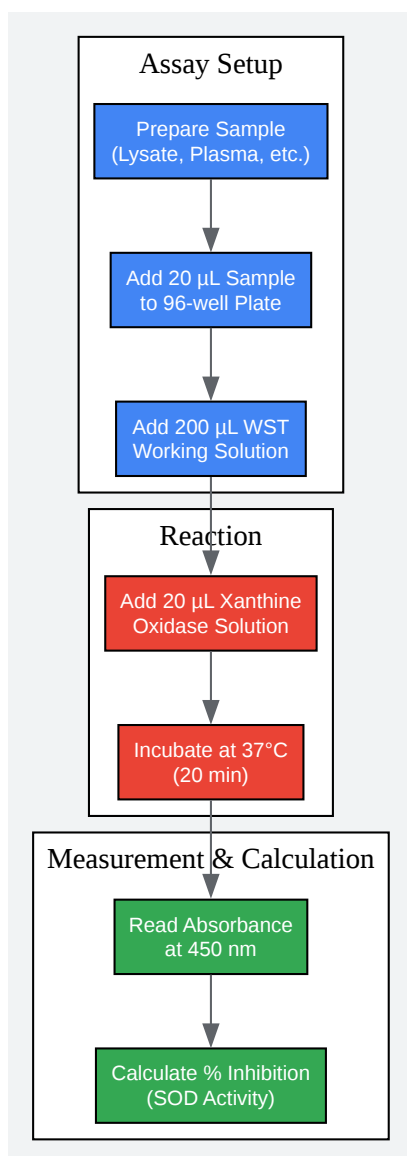 Assay Setup
Prepare Sample
(Lysate, Plasma, etc.)
Add 20 µL Sample
to 96-well Plate
Add 200 µL WST
Working Solution
Reaction
Add 20 µL Xanthine
Oxidase Solution
Incubate at 37°C
(20 min)
Measurement & Calculation
Read Absorbance
at 450 nm
Calculate % Inhibition
(SOD Activity)